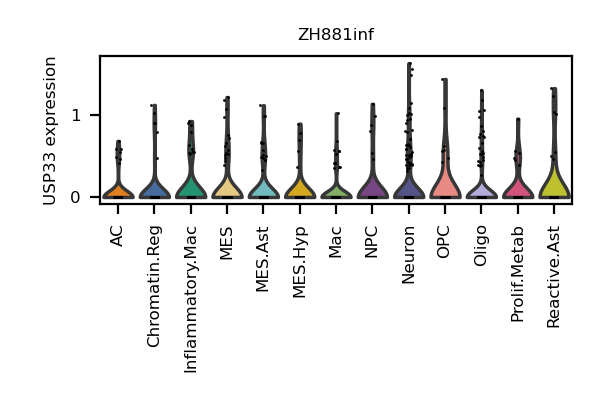 ZH881inf
USP33 expression
1
0
AC
Chromatin.Reg
Inflammatory.Mac
MES
MES.Ast
MES.Hyp
Mac
NPC
Neuron
OPC
Oligo
Prolif.Metab
Reactive.Ast